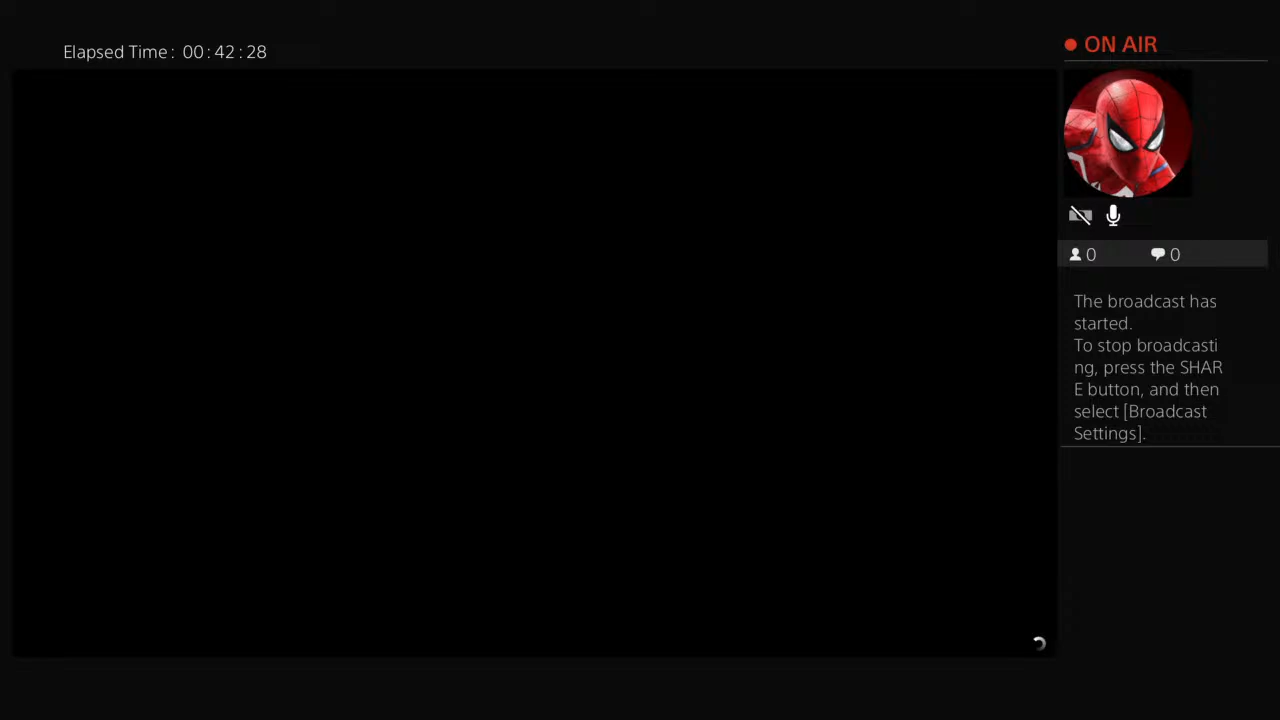 Elapsed Time: 00:42:28
ON AIR
0 0
The broadcast has
started.
To stop broadcasti
ng, press the SHAR
E button, and then
select [Broadcast
Settings].